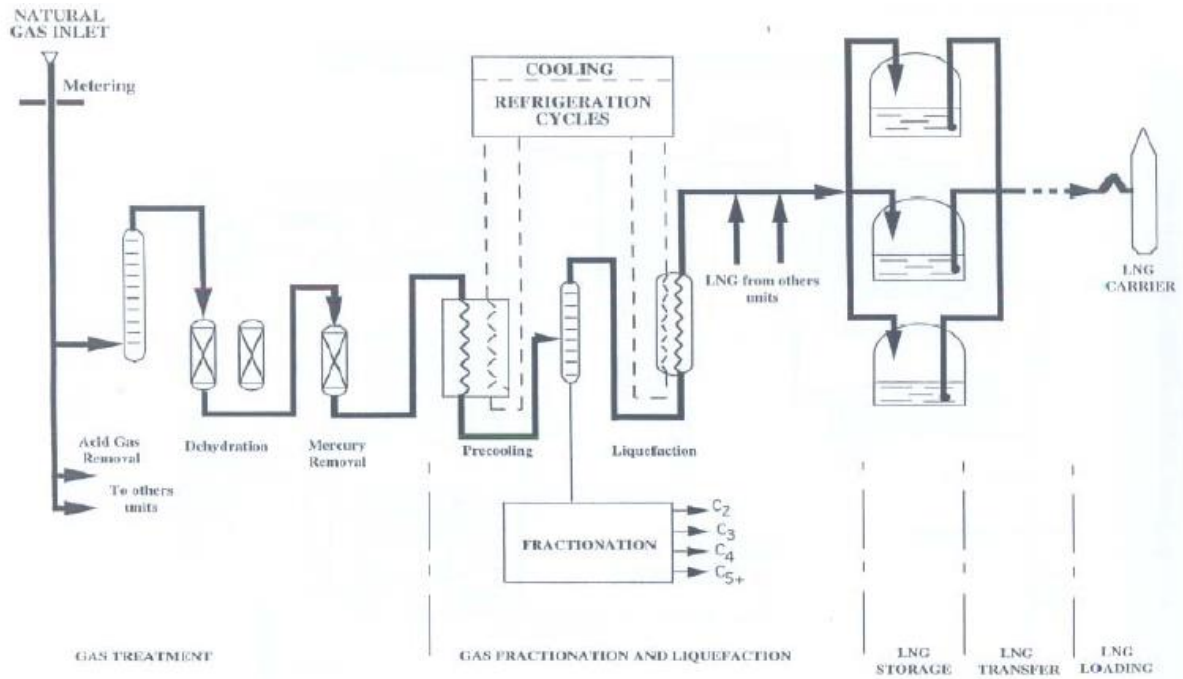 NATURAL
GAS INLET
Metering
COOLING
REFRIGERATION
CYCLES
LNG from others
units
LNG
CARRIER
Acid Gas
Removal
Dehydration
Mercury
Removal
Precooling
Liquefaction
To others
units
FRACTIONATION
C2
C3
C4
C5+
GAS TREATMENT
GAS FRACTIONATION AND LIQUEFACTION
LNG
STORAGE
LNG
TRANSFER
LNG
LOADING